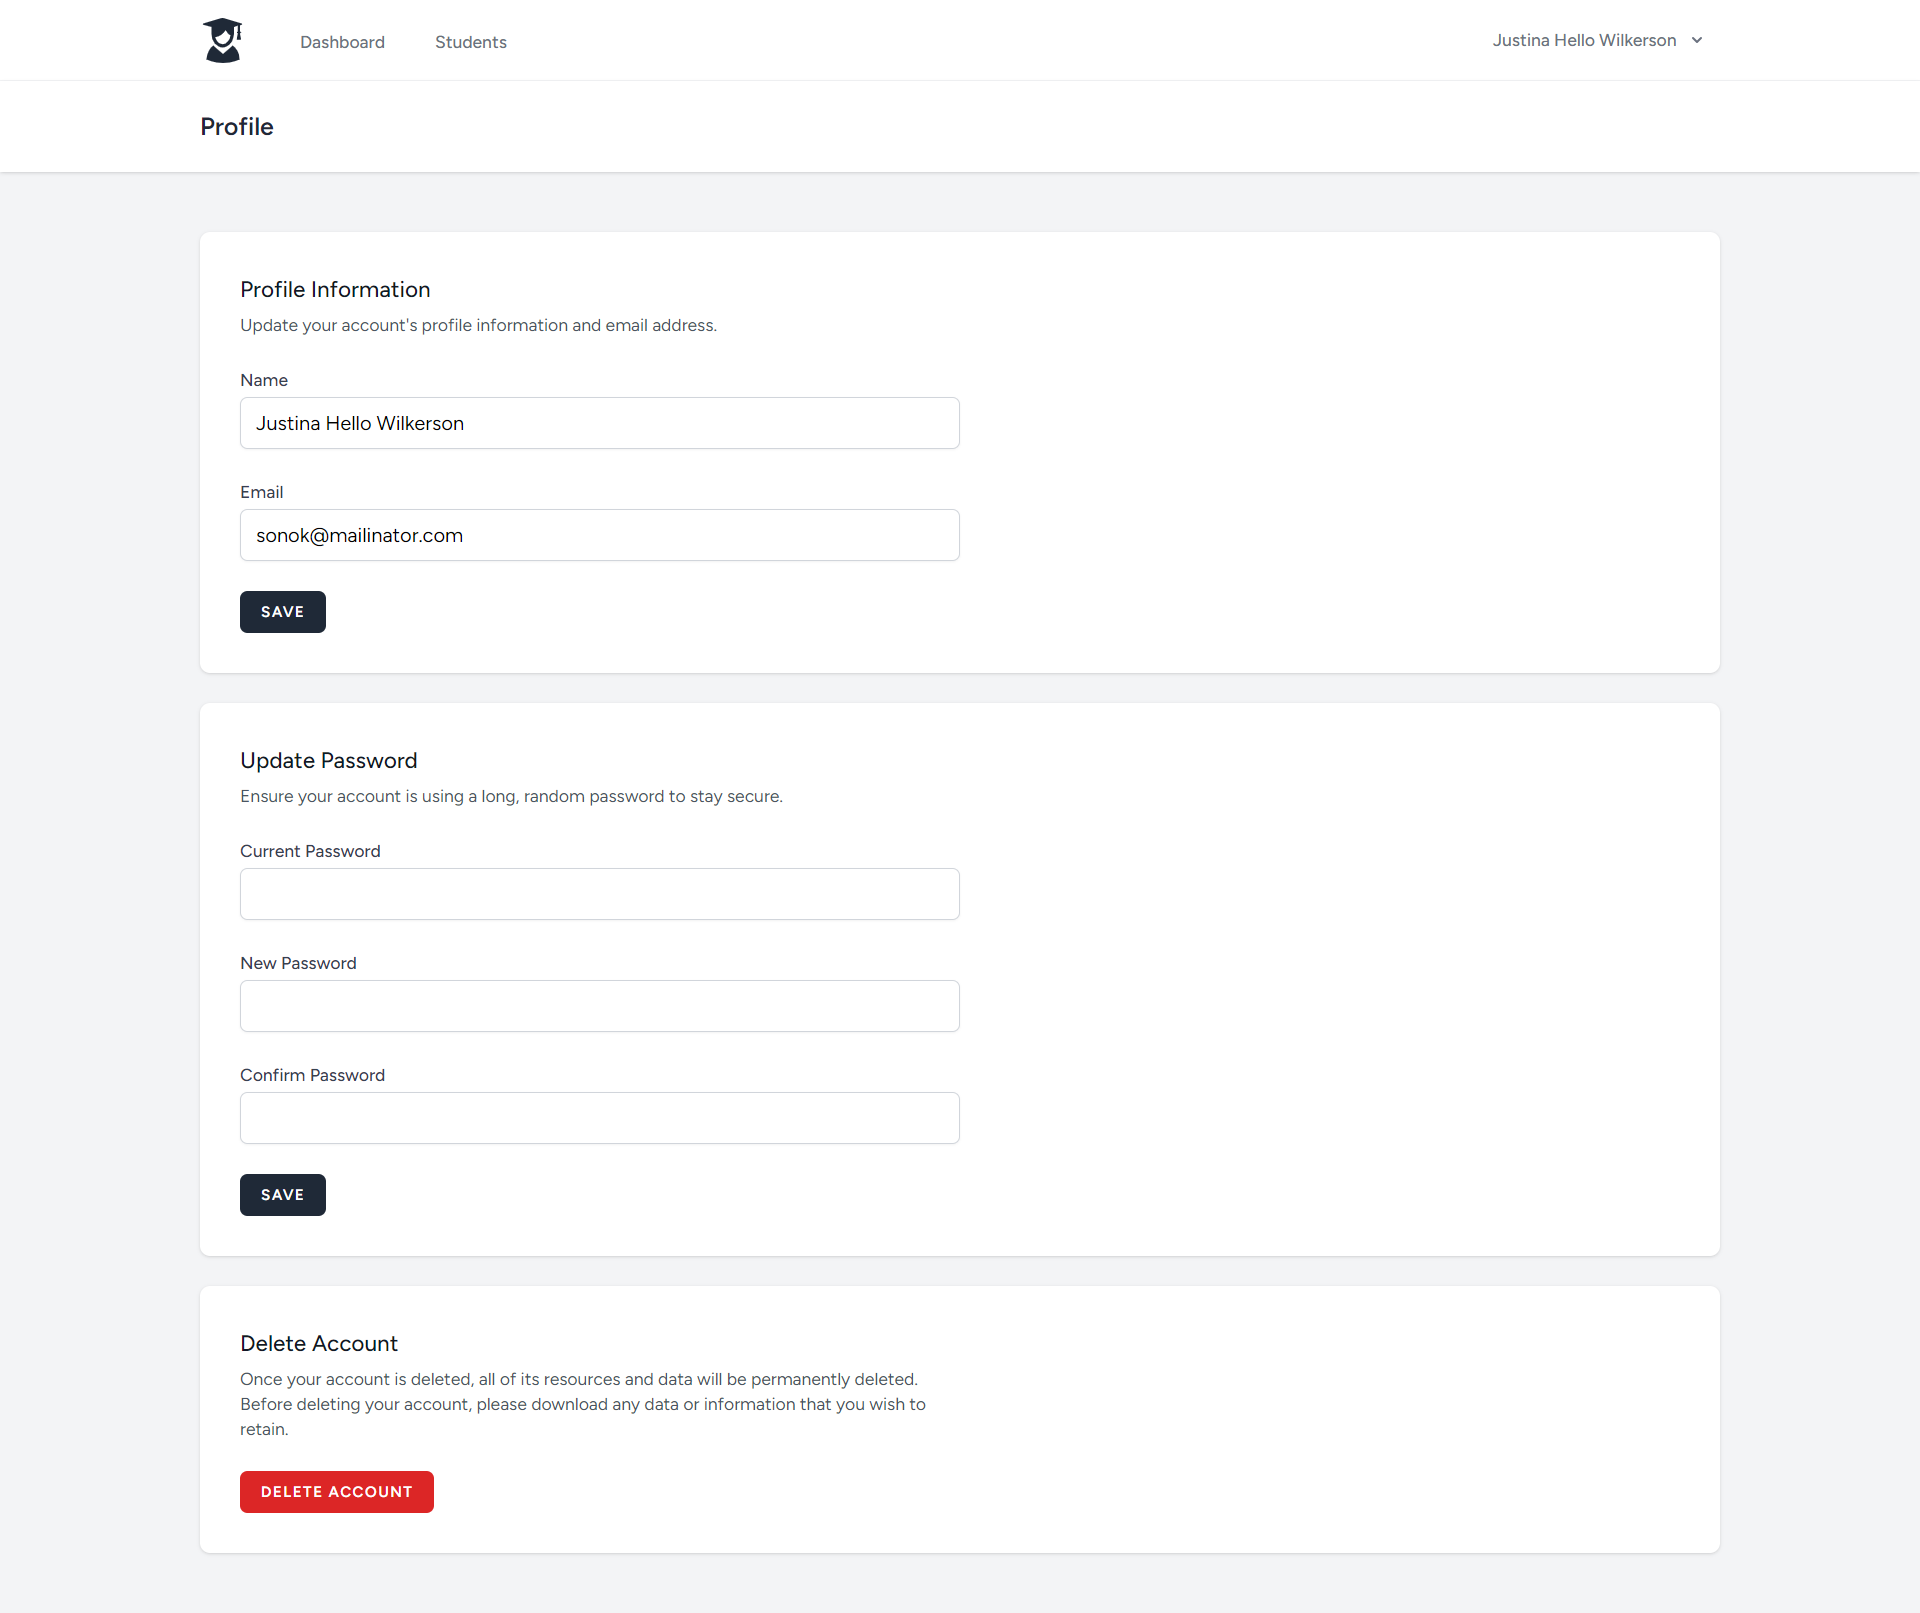 Dashboard Students Justina Hello Wilkerson
Profile
Profile Information
Update your account's profile information and email address.
Name
Justina Hello Wilkerson
Email
sonok@mailinator.com
SAVE
Update Password
Ensure your account is using a long, random password to stay secure.
Current Password
New Password
Confirm Password
SAVE
Delete Account
Once your account is deleted, all of its resources and data will be permanently deleted.
Before deleting your account, please download any data or information that you wish to
retain.
DELETE ACCOUNT